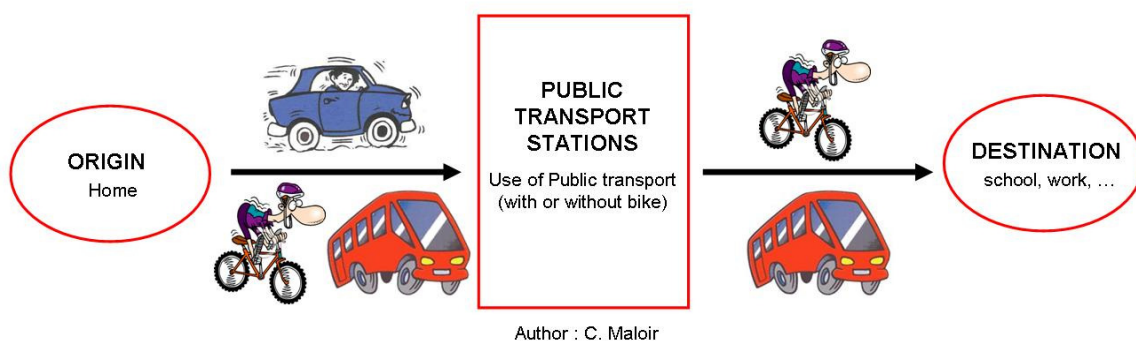 ORIGIN
Home
PUBLIC
TRANSPORT
STATIONS
Use of Public transport
(with or without bike)
DESTINATION
school, work, ...
Author : C. Maloir